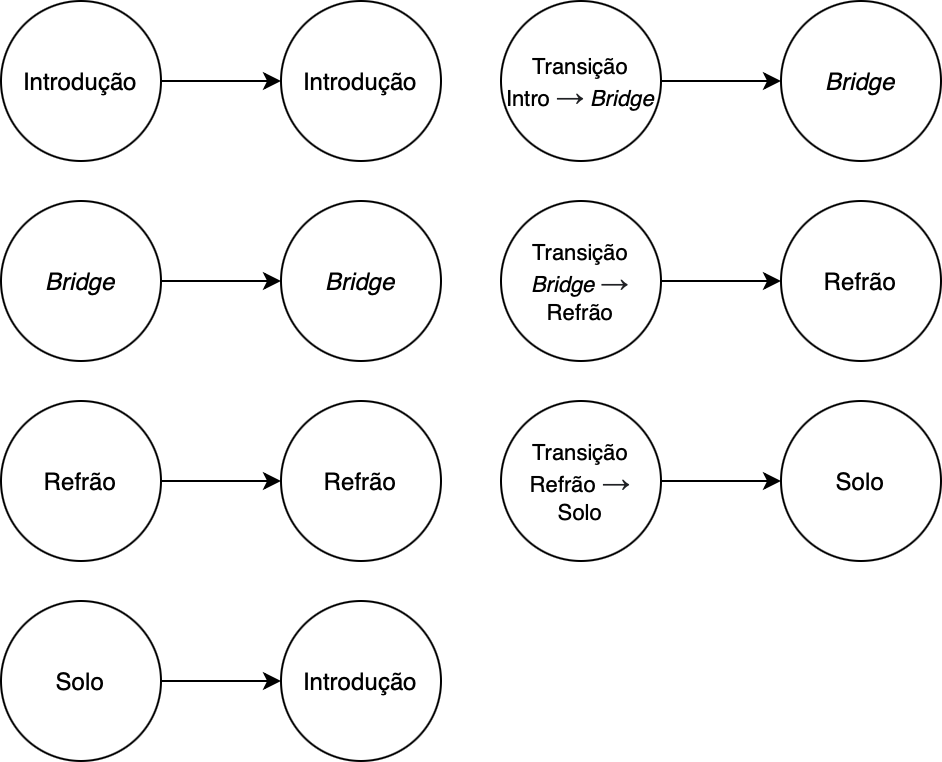 Introdução
Introdução
Transição
Intro → Bridge
Bridge
Bridge
Bridge
Transição
Bridge →
Refrão
Refrão
Refrão
Refrão
Transição
Refrão →
Solo
Solo
Solo
Introdução